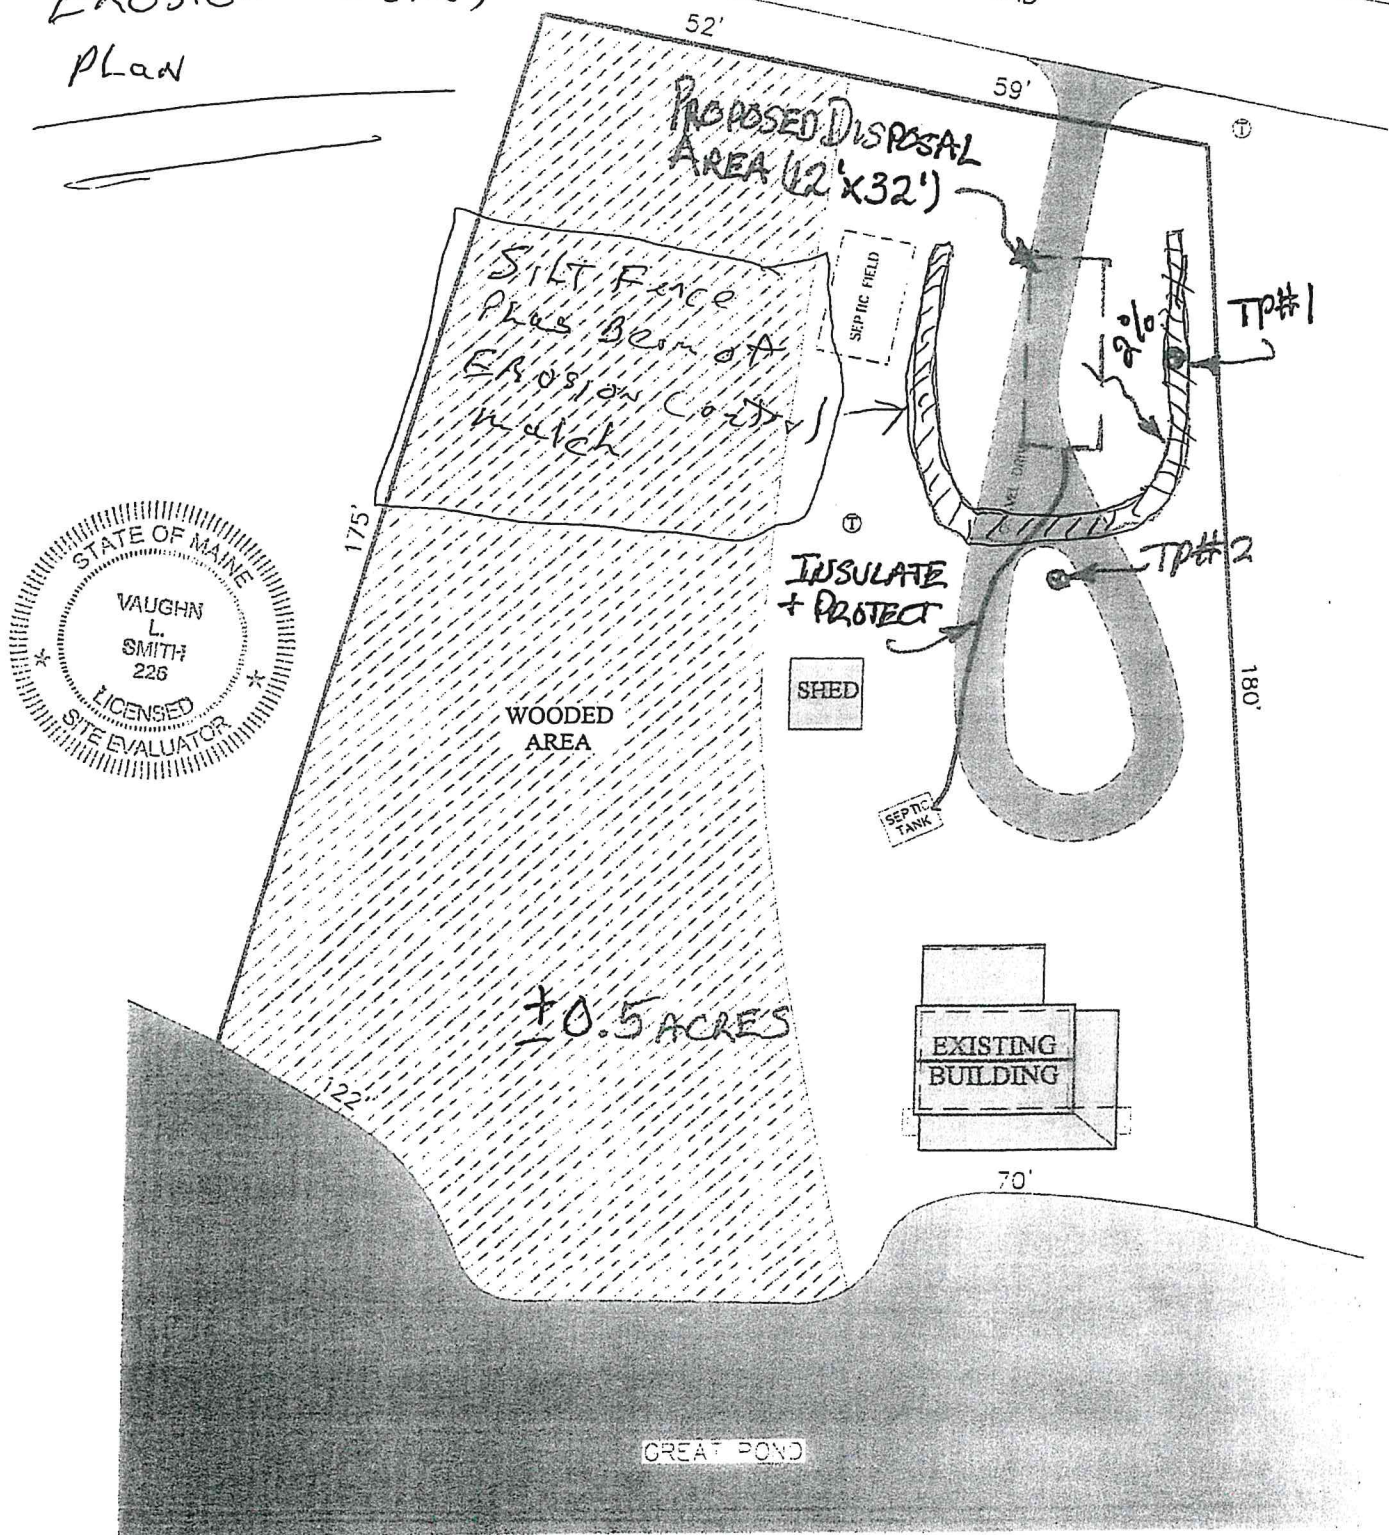 PLAN
52'
59'
PROPOSED DISPOSAL
AREA (12'X32')
SEPTIC FIELD
SILT Fence
Plus Berm of
EROSION Control
mulch
2%
TP#1
175'
INSULATE
+ PROTECT
TP#2
STATE OF MAINE
VAUGHN
L.
SMITH
226
LICENSED
SITE EVALUATOR
SHED
180'
WOODED
AREA
SEPTIC
TANK
±0.5 ACRES
EXISTING
BUILDING
122'
70'
GREAT POND